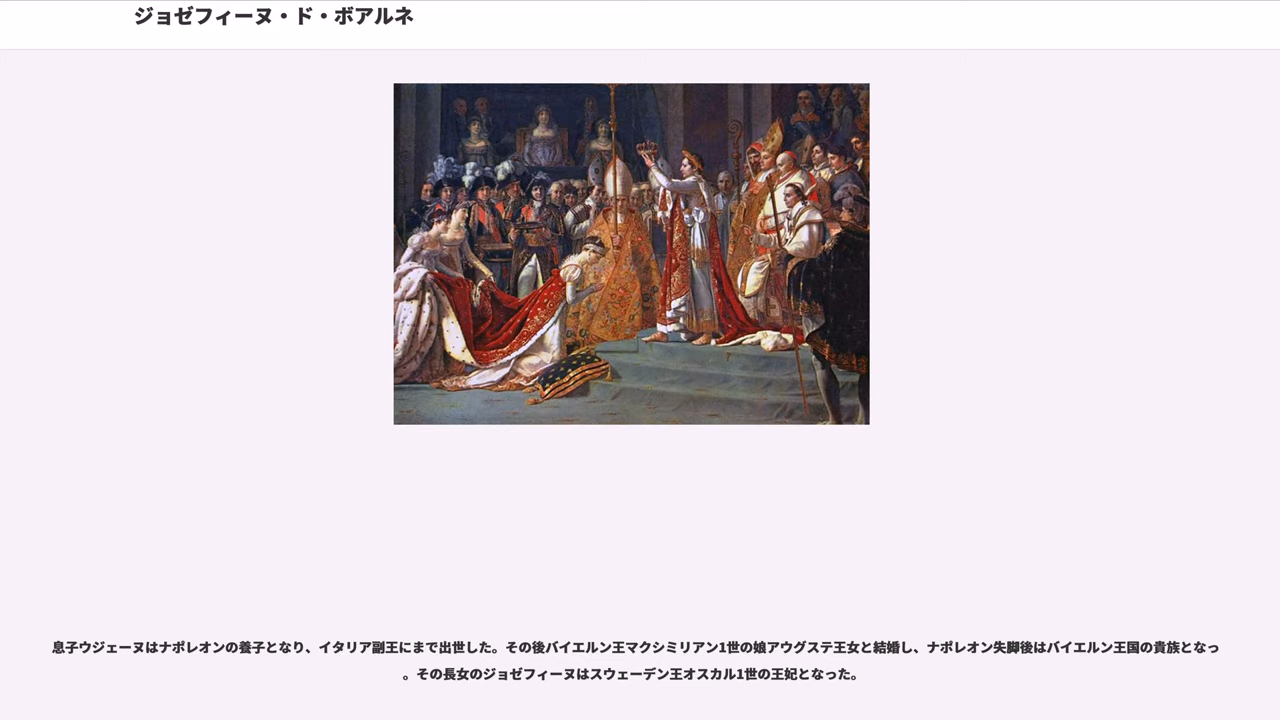 ジョゼフィーヌ・ド・ボアルネ
息子ウジェーヌはナポレオンの養子となり、イタリア副王にまで出世した。その後バイエルン王マクシミリアン1世の娘アウグステ王女と結婚し、ナポレオン失脚後はバイエルン王国の貴族となっ
。その長女のジョゼフィーヌはスウェーデン王オスカル1世の王妃となった。